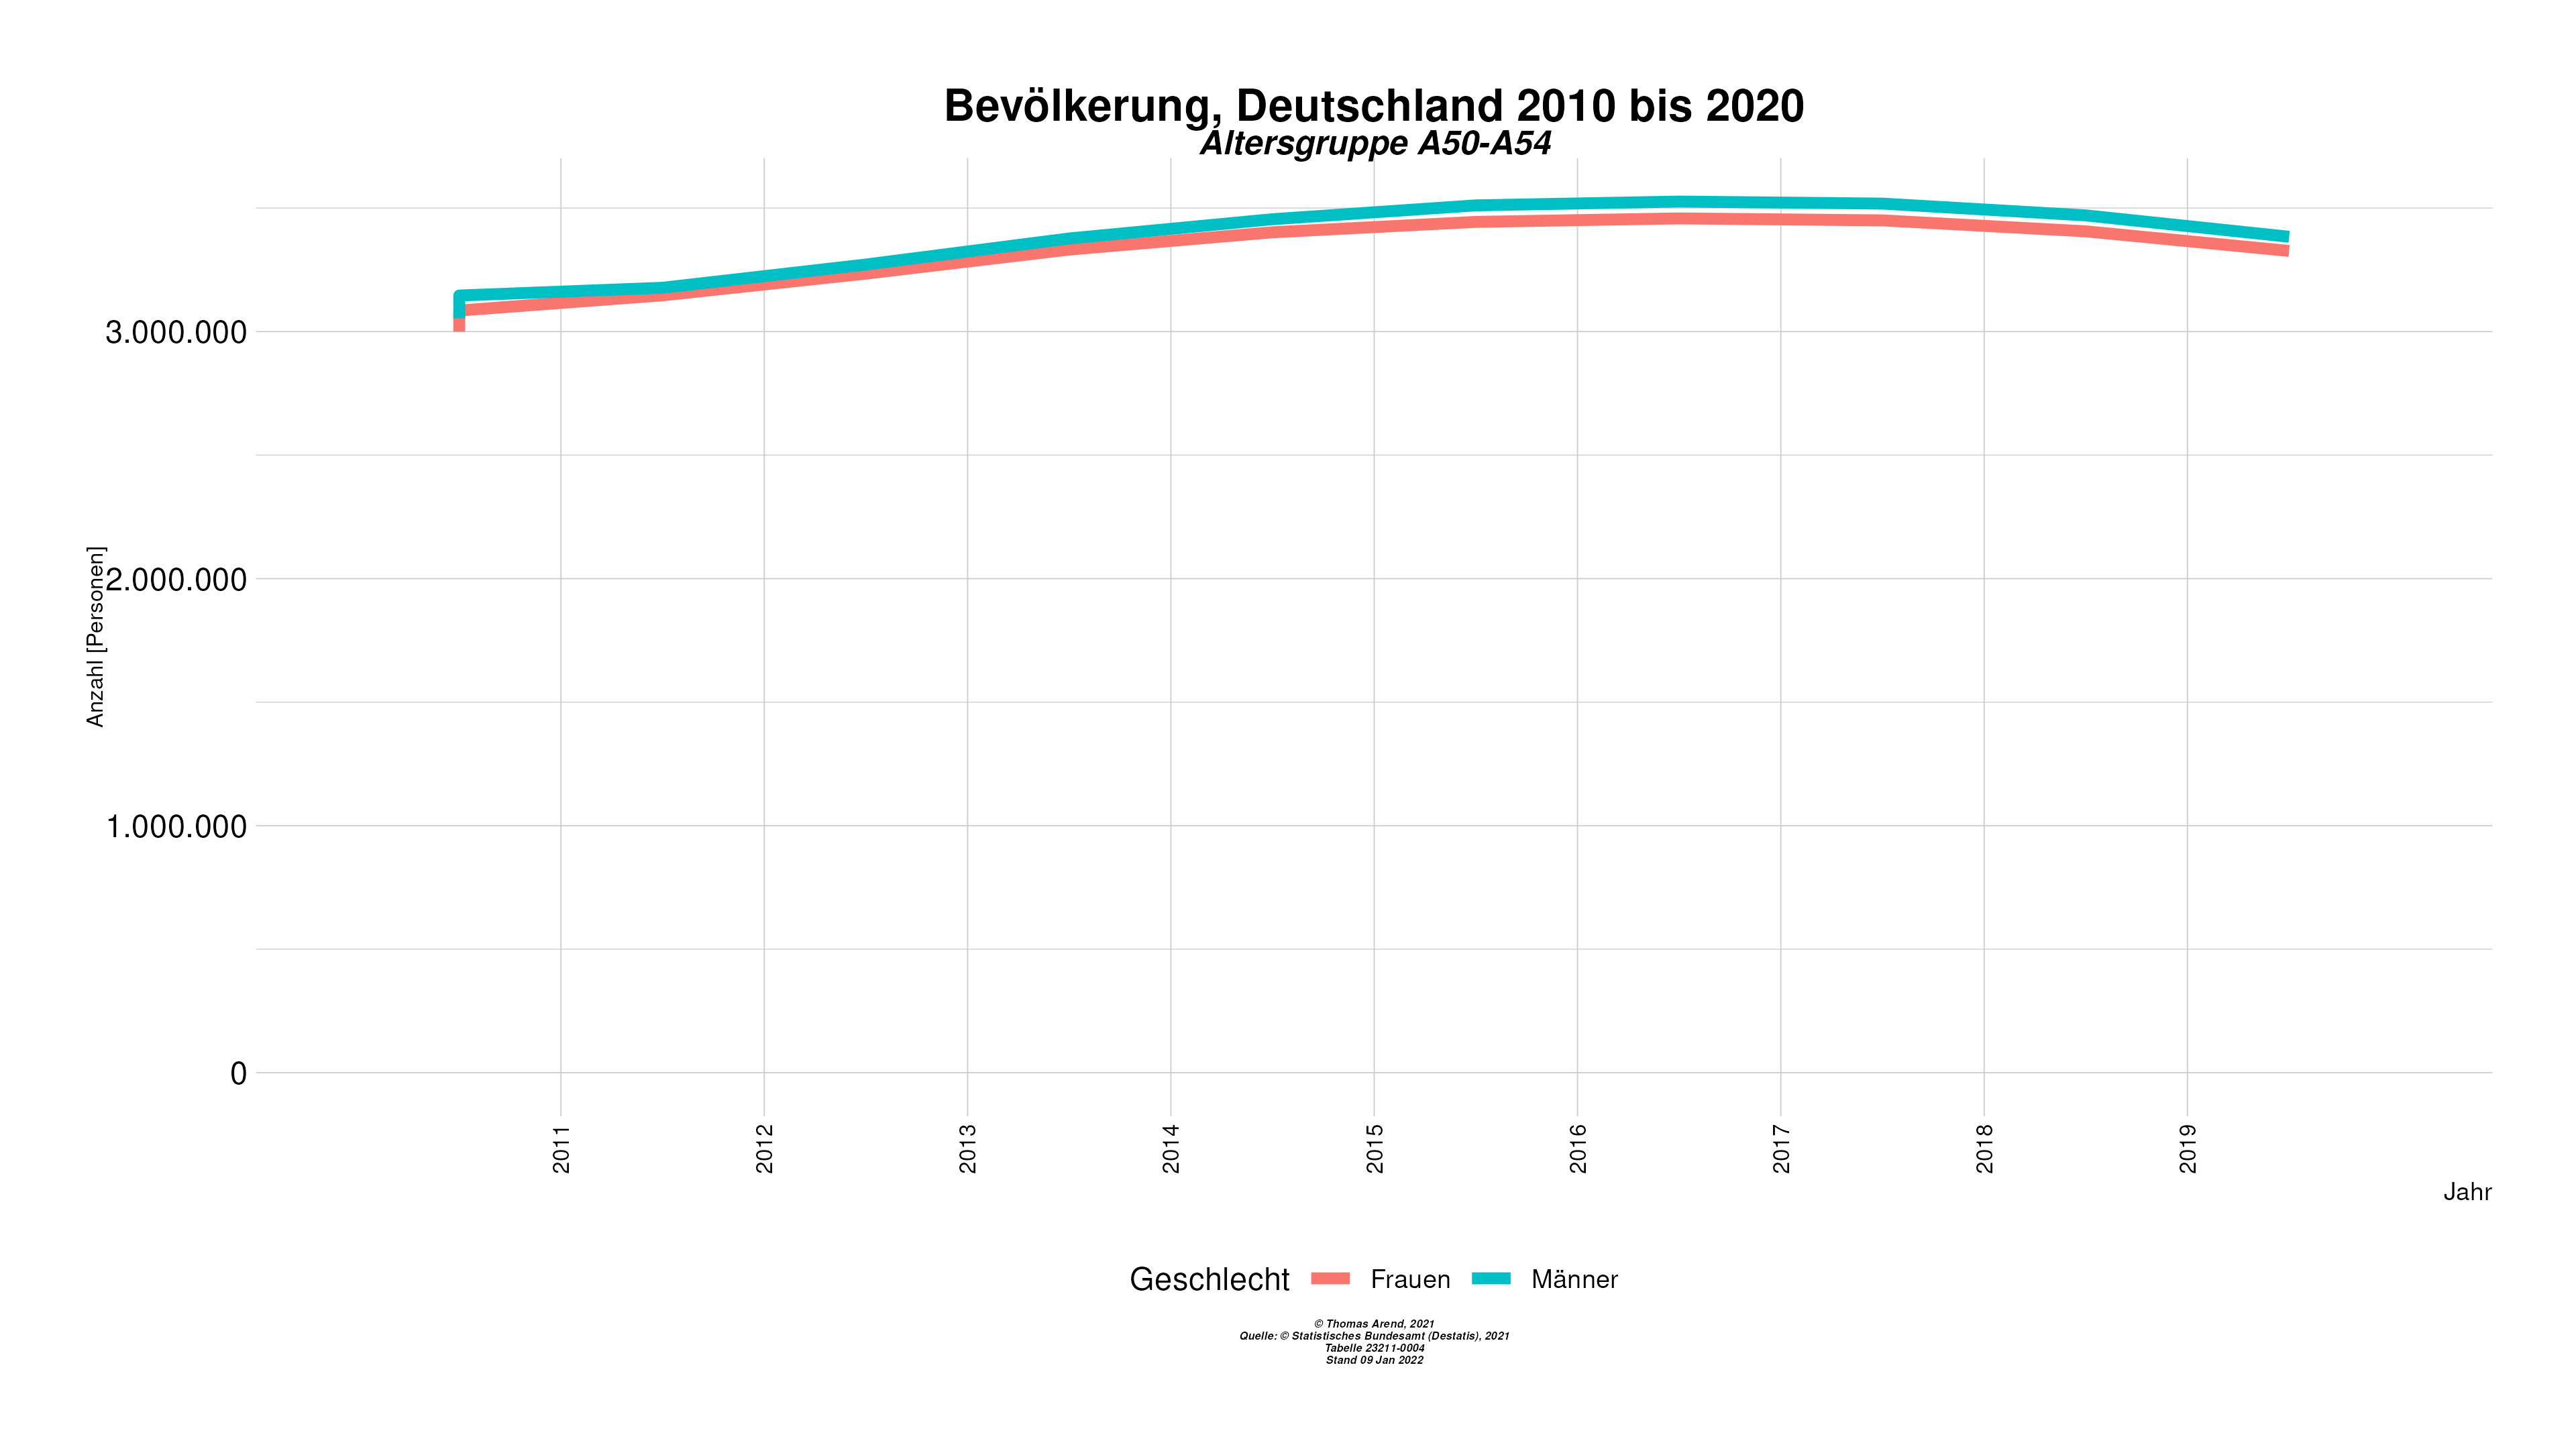 Bevölkerung, Deutschland 2010 bis 2020
Altersgruppe A50-A54
Anzahl [Personen]
3.000.000
2.000.000
1.000.000
0
2011
2012
2013
2014
2015
2016
2017
2018
2019
Jahr
Geschlecht Frauen Männer
© Thomas Arend, 2021
Quelle: © Statistisches Bundesamt (Destatis), 2021
Tabelle 23211-0004
Stand 09 Jan 2022